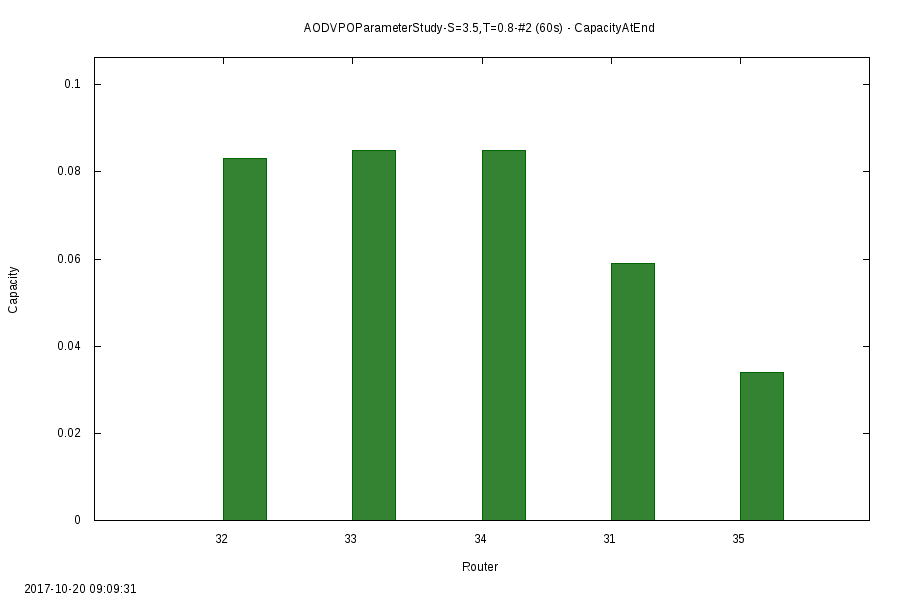 AODVPOParameterStudy-S=3.5,T=0.8-#2 (60s) - CapacityAtEnd
0.1
0.08
0.06
0.04
0.02
0
Capacity
32 33 34 31 35
Router
2017-10-20 09:09:31